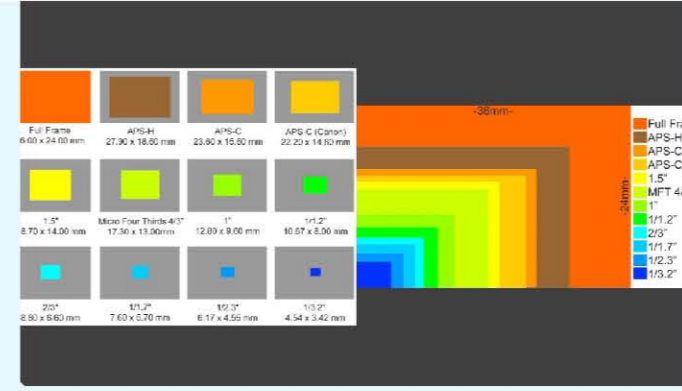 Full Frame
6.00 x 24.00 mm
APS-H
27.90 x 18.60 mm
APS-C
23.60 x 15.60 mm
APS-C (Canon)
22.20 x 14.80 mm
1.5"
8.70 x 14.00 mm
Micro Four Thirds 4/3"
17.30 x 13.00mm
1"
12.80 x 9.60 mm
1/1.2"
10.67 x 8.00 mm
2/3"
8.80 x 6.60 mm
1/1.7"
7.60 x 5.70 mm
1/2.3"
6.17 x 4.55 mm
1/3.2"
4.54 x 3.42 mm
-36mm-
-24mm-
Full Fra
APS-H
APS-C
APS-C
1.5"
MFT 4/
1"
1/1.2"
2/3"
1/1.7"
1/2.3"
1/3.2"